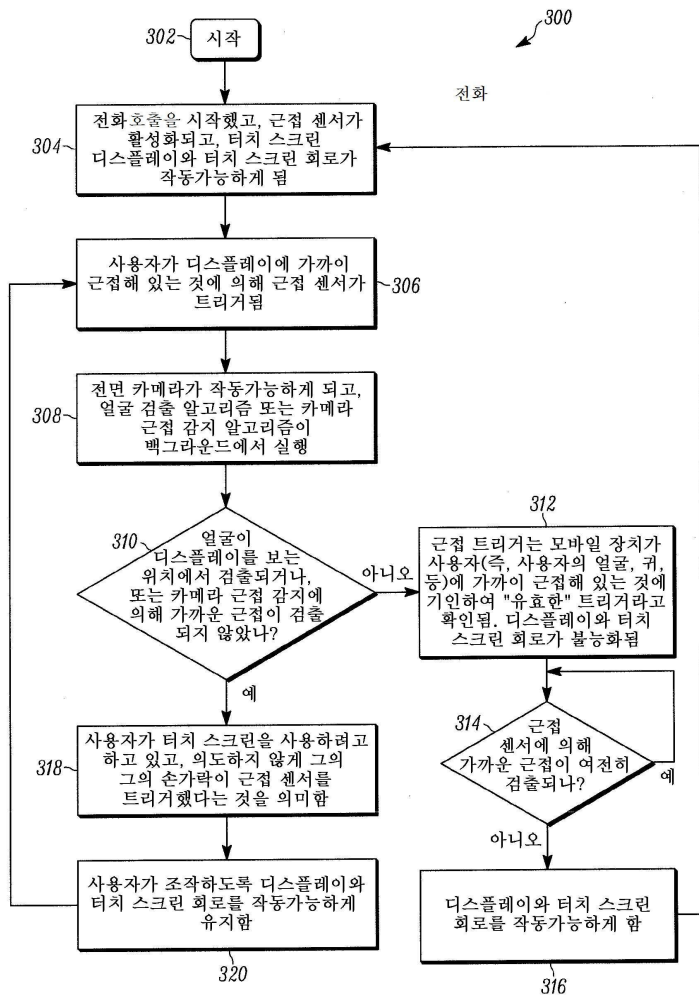 300
302
시작
전화
304
전화호출을 시작했고, 근접 센서가
활성화되고, 터치 스크린
디스플레이와 터치 스크린 회로가
작동가능하게 됨
사용자가 디스플레이에 가까이
근접해 있는 것에 의해 근접 센서가
트리거됨
306
308
전면 카메라가 작동가능하게 되고,
얼굴 검출 알고리즘 또는 카메라
근접 감지 알고리즘이
백그라운드에서 실행
310
얼굴이
디스플레이를 보는
위치에서 검출되거나,
또는 카메라 근접 감지에
의해 가까운 근접이 검출
되지 않았나?
아니오
예
312
근접 트리거는 모바일 장치가
사용자(즉, 사용자의 얼굴, 귀,
등)에 가까이 근접해 있는 것에
기인하여 "유효한" 트리거라고
확인됨. 디스플레이와 터치
스크린 회로가 불능화됨
314
근접
센서에 의해
가까운 근접이 여전히
검출되나?
예
아니오
318
사용자가 터치 스크린을 사용하려고
하고 있고, 의도하지 않게 그의
그의 손가락이 근접 센서를
트리거했다는 것을 의미함
사용자가 조작하도록 디스플레이와
터치 스크린 회로를 작동가능하게
유지함
320
디스플레이와 터치 스크린
회로를 작동가능하게 함
316